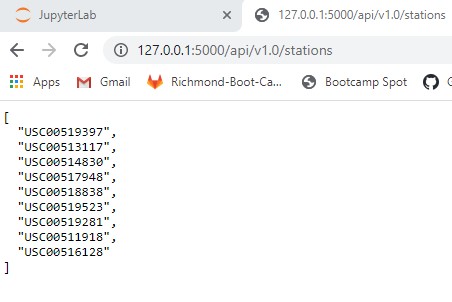 JupyterLab
127.0.0.1:5000/api/v1.0/stations
127.0.0.1:5000/api/v1.0/stations
Apps Gmail Richmond-Boot-Ca... Bootcamp Spot
[
"USC00519397",
"USC00513117",
"USC00514830",
"USC00517948",
"USC00518838",
"USC00519523",
"USC00519281",
"USC00511918",
"USC00516128"
]